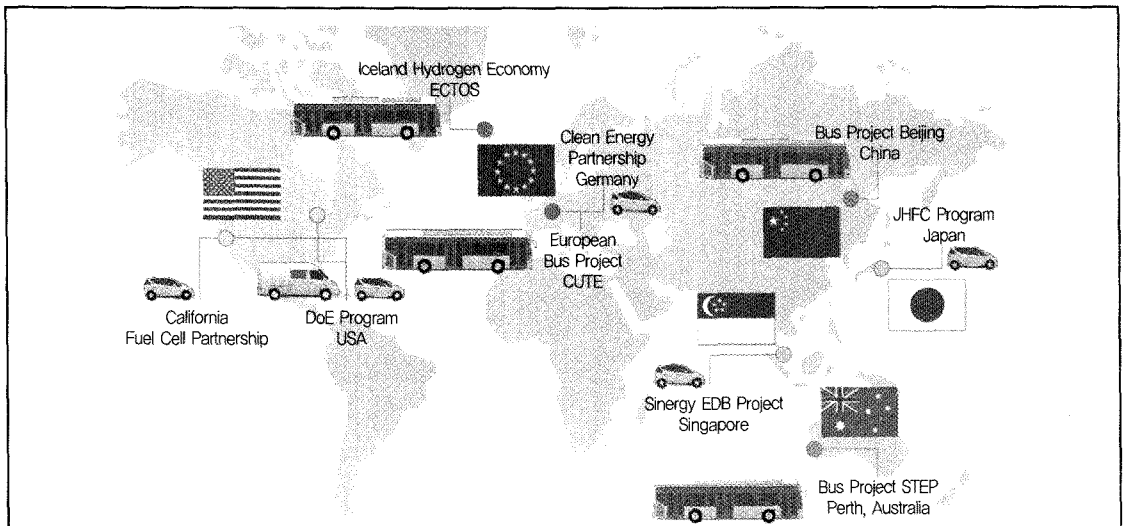 Iceland Hydrogen Economy
ECTOS
Clean Energy
Partnership
Germany
Bus Project Beijing
China
JHFC Program
Japan
European
Bus Project
CUTE
California
Fuel Cell Partnership
DoE Program
USA
Sinergy EDB Project
Singapore
Bus Project STEP
Perth, Australia